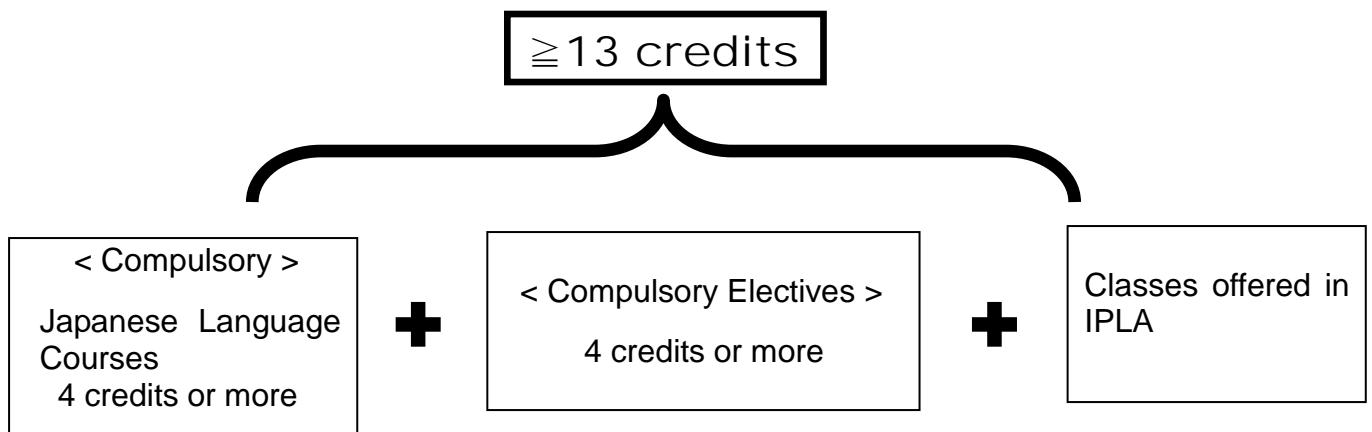 ≧13 credits
< Compulsory >
Japanese Language
Courses
4 credits or more
< Compulsory Electives >
4 credits or more
Classes offered in
IPLA